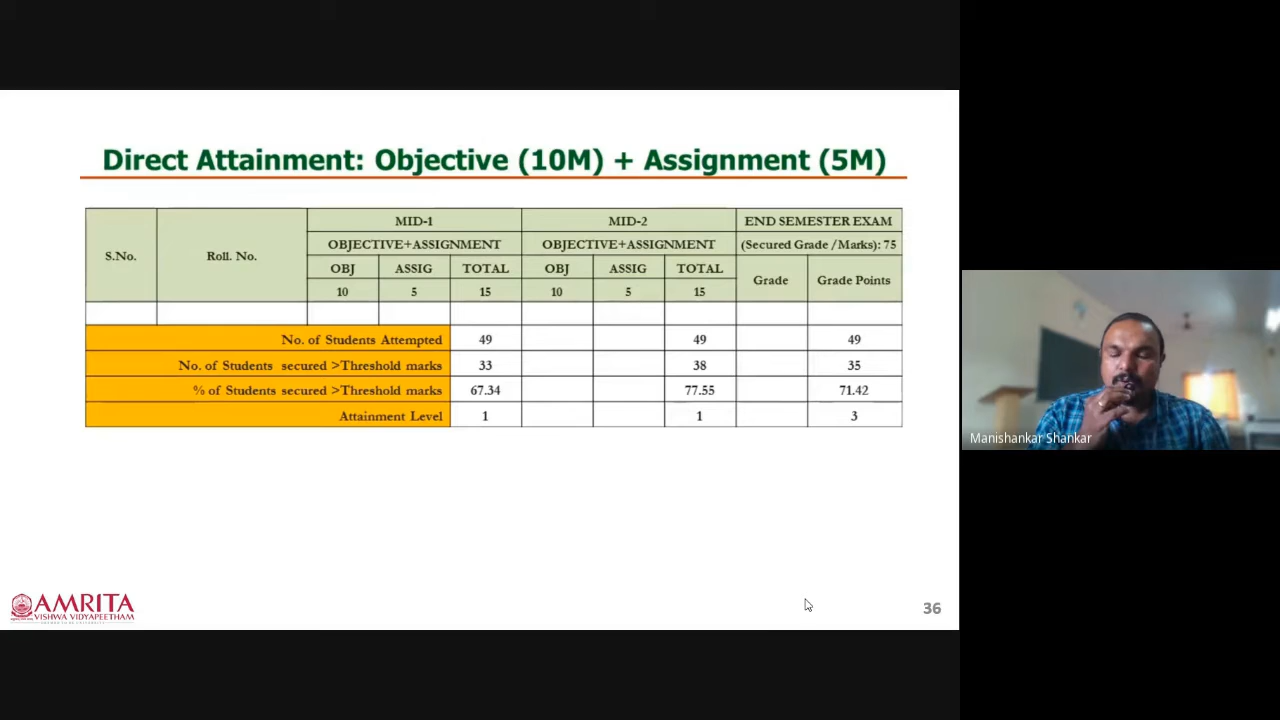 Direct Attainment: Objective (10M) + Assignment (5M)
S.No. Roll. No. MID-1 MID-2 END SEMESTER EXAM
OBJECTIVE+ASSIGNMENT OBJECTIVE+ASSIGNMENT (Secured Grade /Marks): 75
OBJ ASSIG TOTAL OBJ ASSIG TOTAL Grade Grade Points
10 5 15 10 5 15
No. of Students Attempted 49 49 49
No. of Students secured >Threshold marks 33 38 35
% of Students secured >Threshold marks 67.34 77.55 71.42
Attainment Level 1 1 3
Manishankar Shankar
AMRITA
VISHWA VIDYAPEETHAM
36